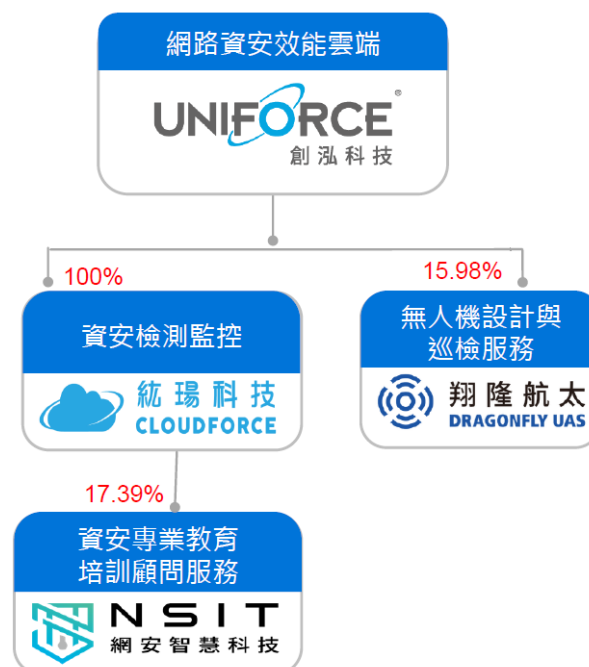 網路資安效能雲端
UNIFORCE®
創泓科技
100%
15.98%
資安檢測監控
紘瑒科技
CLOUDFORCE
無人機設計與
巡檢服務
翔隆航太
DRAGONFLY UAS
17.39%
資安專業教育
培訓顧問服務
NSIT
網安智慧科技